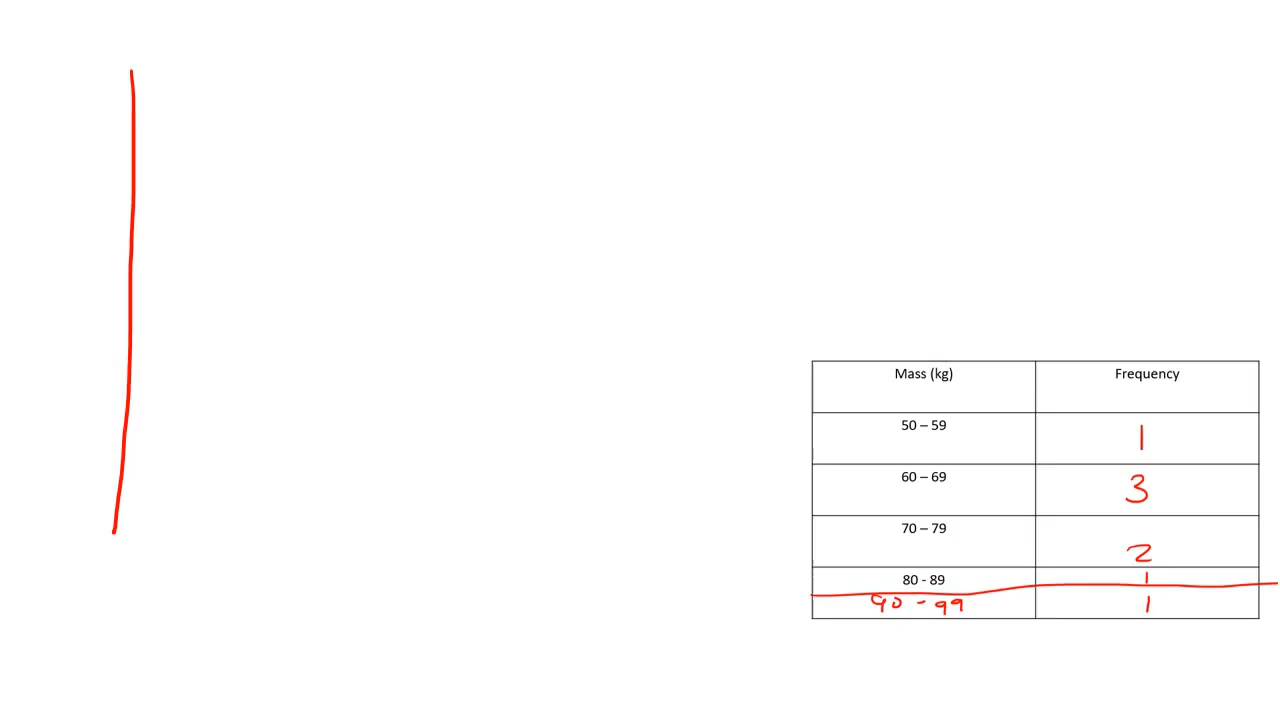 Mass (kg) Frequency
50 – 59 1
60 – 69 3
70 – 79 2
80 - 89 1
90 - 99 1